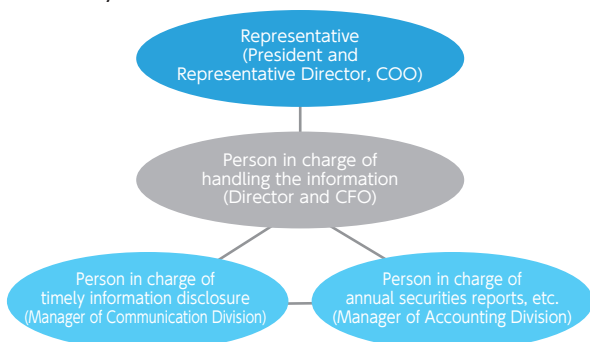 Representative
(President and
Representative Director, COO)
Person in charge of
handling the information
(Director and CFO)
Person in charge of
timely information disclosure
(Manager of Communication Division)
Person in charge of
annual securities reports, etc.
(Manager of Accounting Division)